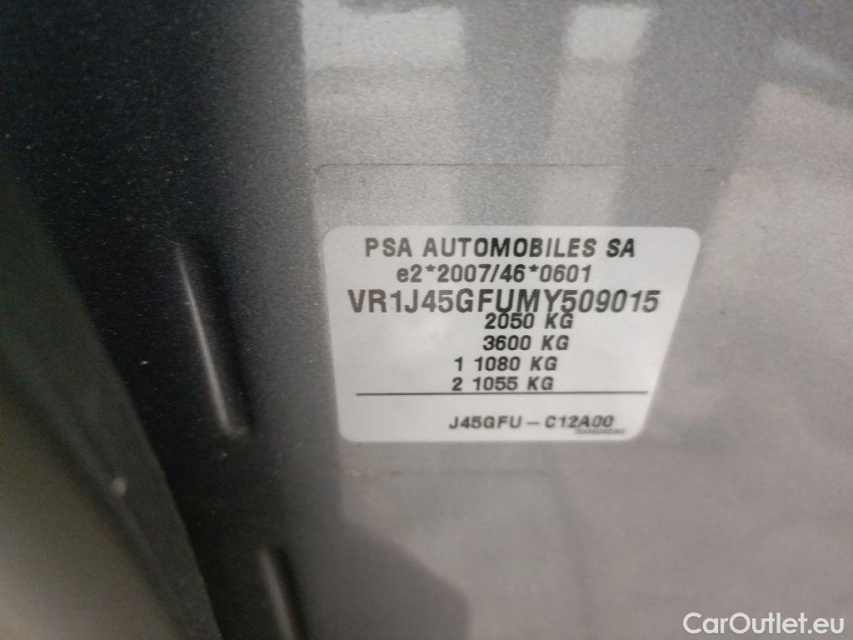 PSA AUTOMOBILES SA
e2*2007/46*0601
VR1J45GFUMY509015
2050 KG
3600 KG
1 1080 KG
2 1055 KG
J45GFU – C12A00
CarOutlet.eu